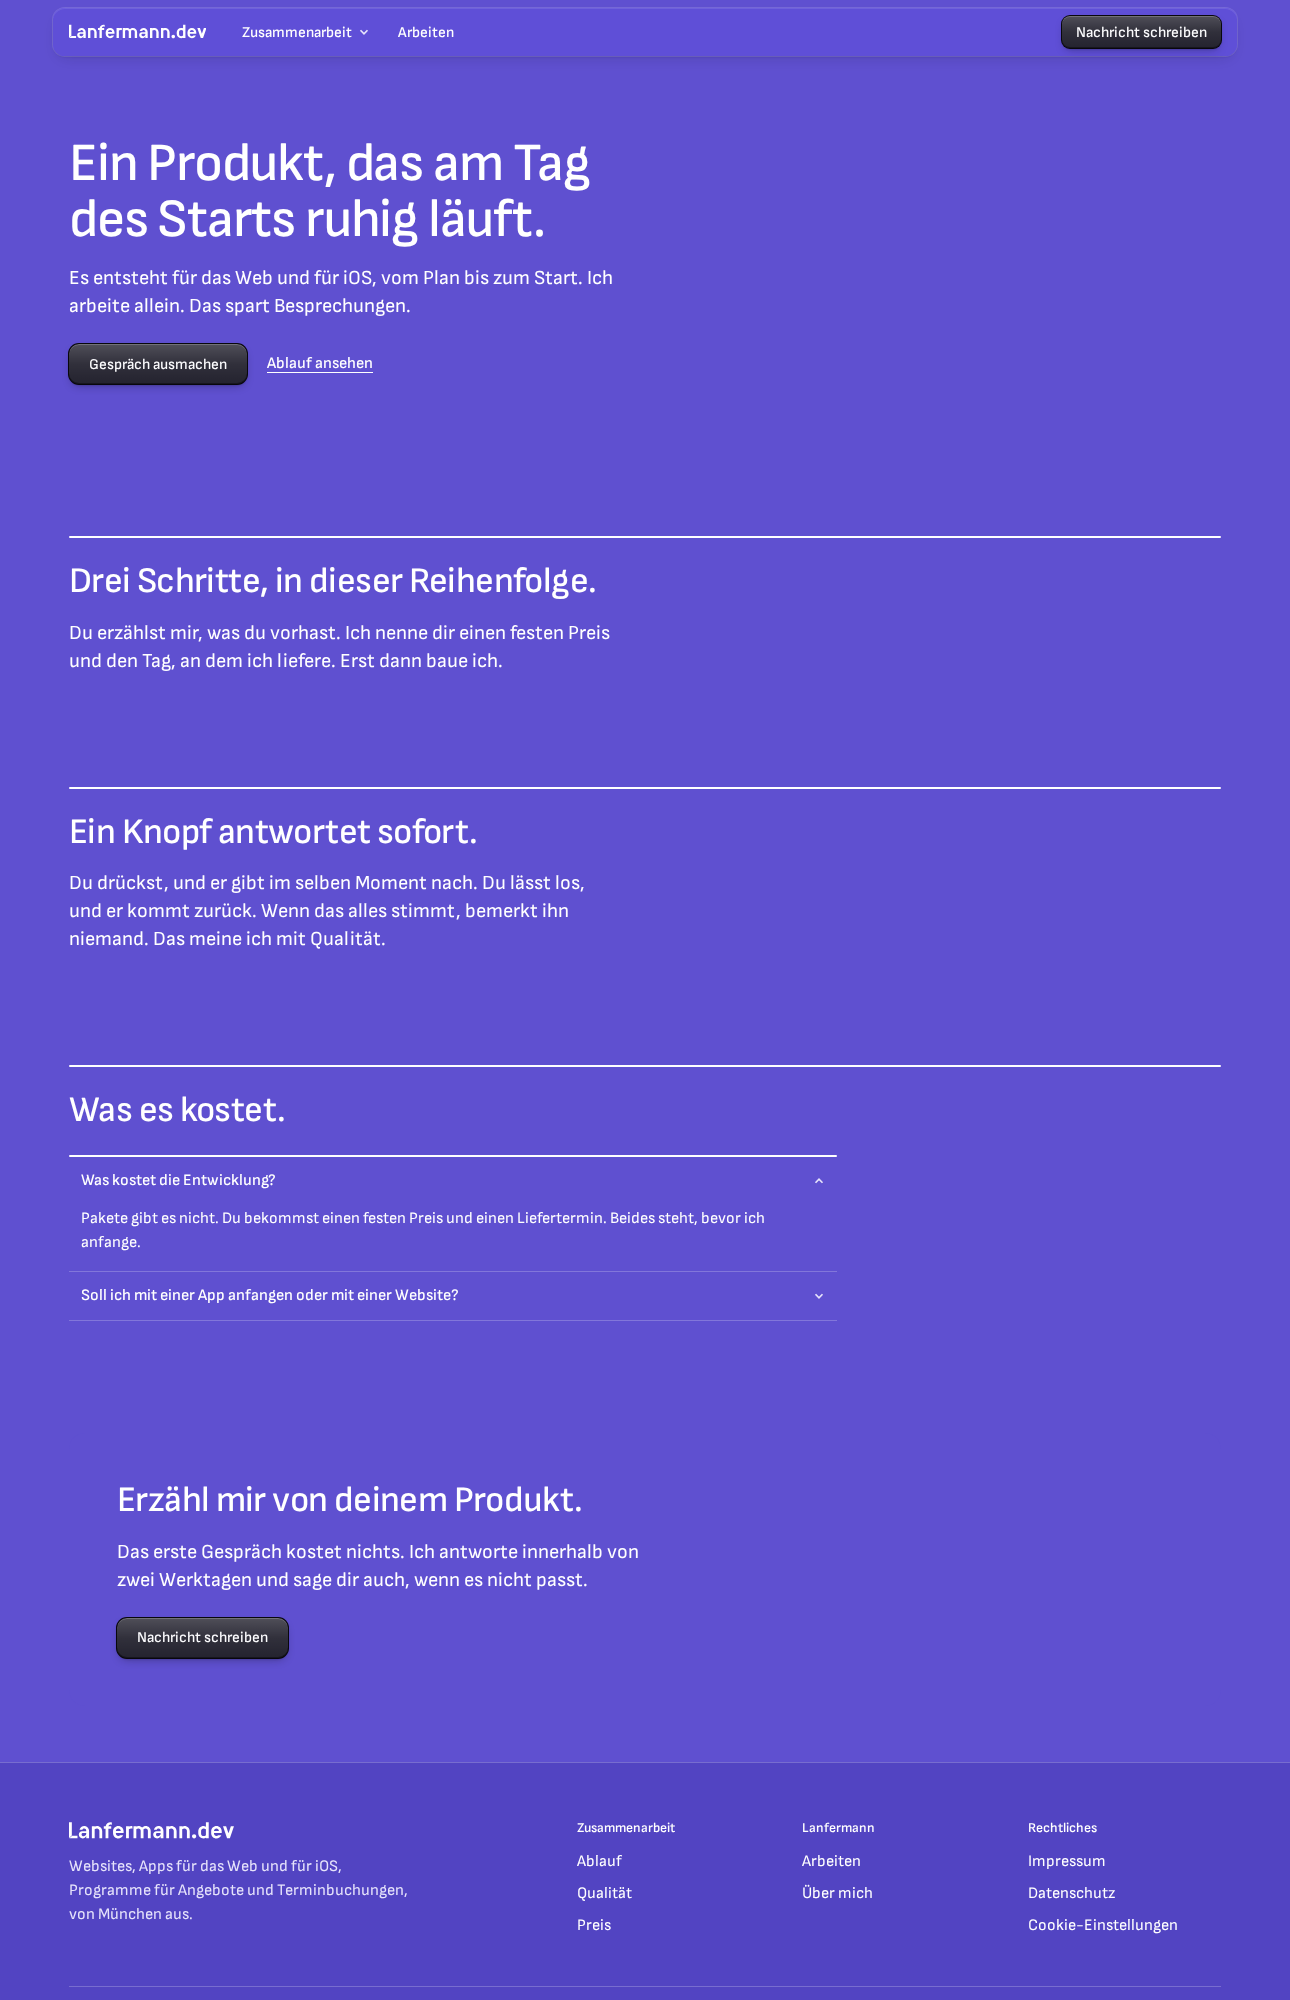 Lanfermann.dev
Zusammenarbeit
Arbeiten
Nachricht schreiben
Ein Produkt, das am Tag
des Starts ruhig läuft.
Es entsteht für das Web und für iOS, vom Plan bis zum Start. Ich
arbeite allein. Das spart Besprechungen.
Gespräch ausmachen
Ablauf ansehen
Drei Schritte, in dieser Reihenfolge.
Du erzählst mir, was du vorhast. Ich nenne dir einen festen Preis
und den Tag, an dem ich liefere. Erst dann baue ich.
Ein Knopf antwortet sofort.
Du drückst, und er gibt im selben Moment nach. Du lässt los,
und er kommt zurück. Wenn das alles stimmt, bemerkt ihn
niemand. Das meine ich mit Qualität.
Was es kostet.
Was kostet die Entwicklung?
Pakete gibt es nicht. Du bekommst einen festen Preis und einen Liefertermin. Beides steht, bevor ich
anfange.
Soll ich mit einer App anfangen oder mit einer Website?
Erzähl mir von deinem Produkt.
Das erste Gespräch kostet nichts. Ich antworte innerhalb von
zwei Werktagen und sage dir auch, wenn es nicht passt.
Nachricht schreiben
Lanfermann.dev
Websites, Apps für das Web und für iOS,
Programme für Angebote und Terminbuchungen,
von München aus.
Zusammenarbeit
Ablauf
Qualität
Preis
Lanfermann
Arbeiten
Über mich
Rechtliches
Impressum
Datenschutz
Cookie-Einstellungen